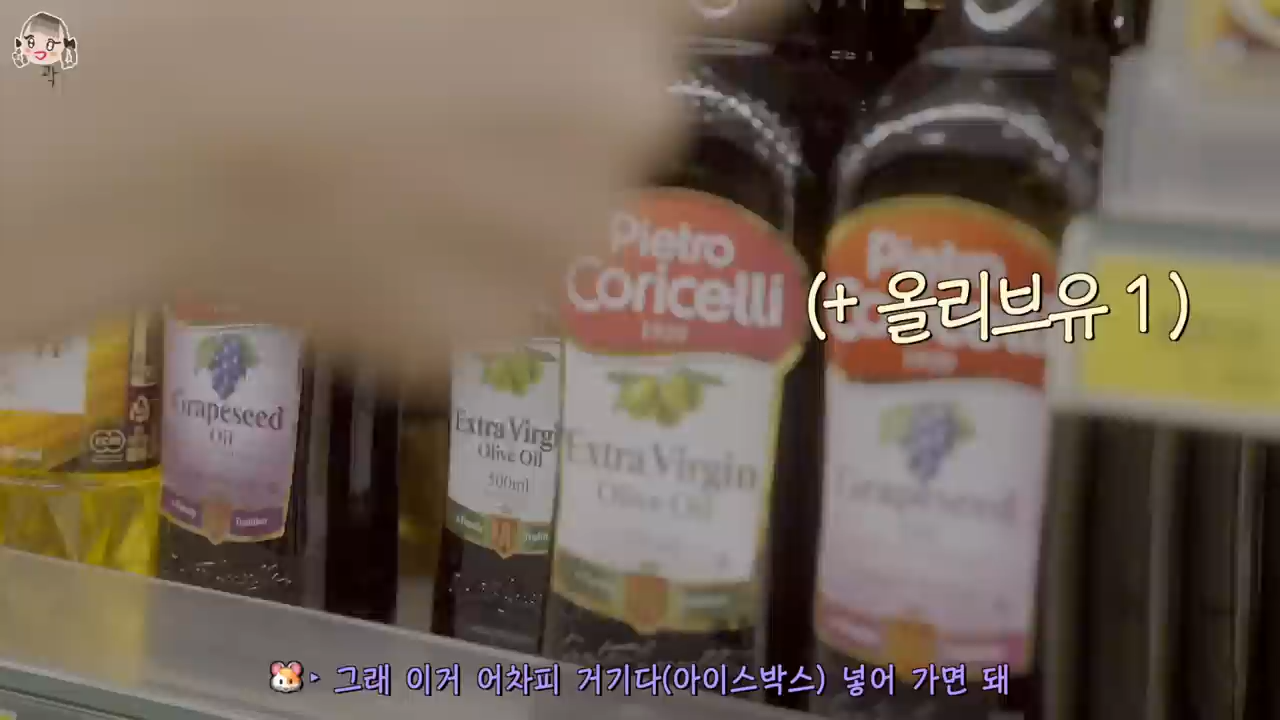 곽
Pietro
Coricelli
Extra Virgin
Olive Oil
Grapeseed
Oil
Extra Virgi
Olive Oil
500ml
Grapeseed
(+ 올리브유 1)
그래 이거 어차피 거기다(아이스박스) 넣어 가면 돼